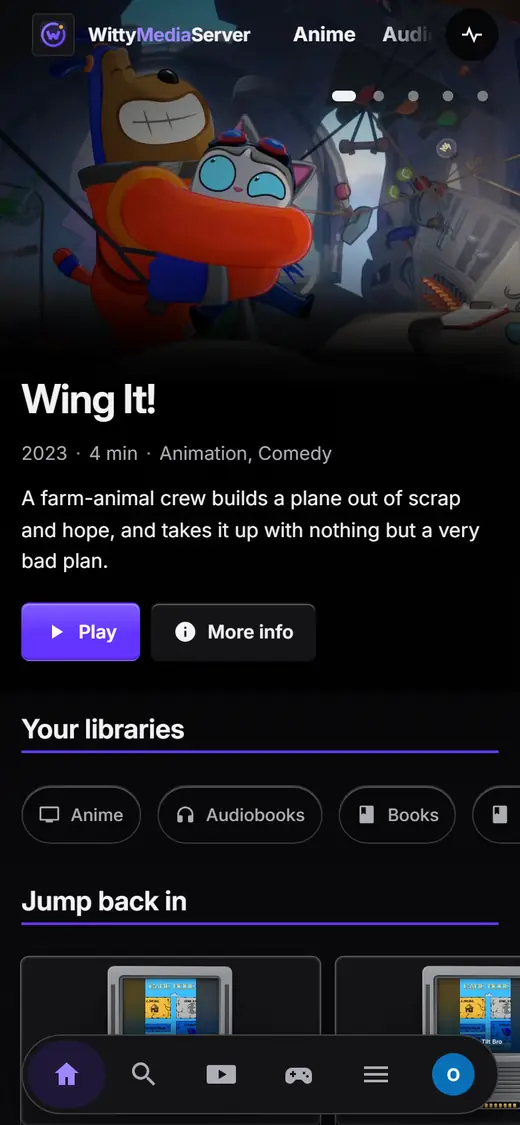 WittyMediaServer
Anime
Wing It!
2023 · 4 min · Animation, Comedy
A farm-animal crew builds a plane out of scrap
and hope, and takes it up with nothing but a very
bad plan.
Play
More info
Your libraries
Anime
Audiobooks
Books
Jump back in
Tilt Bro
O